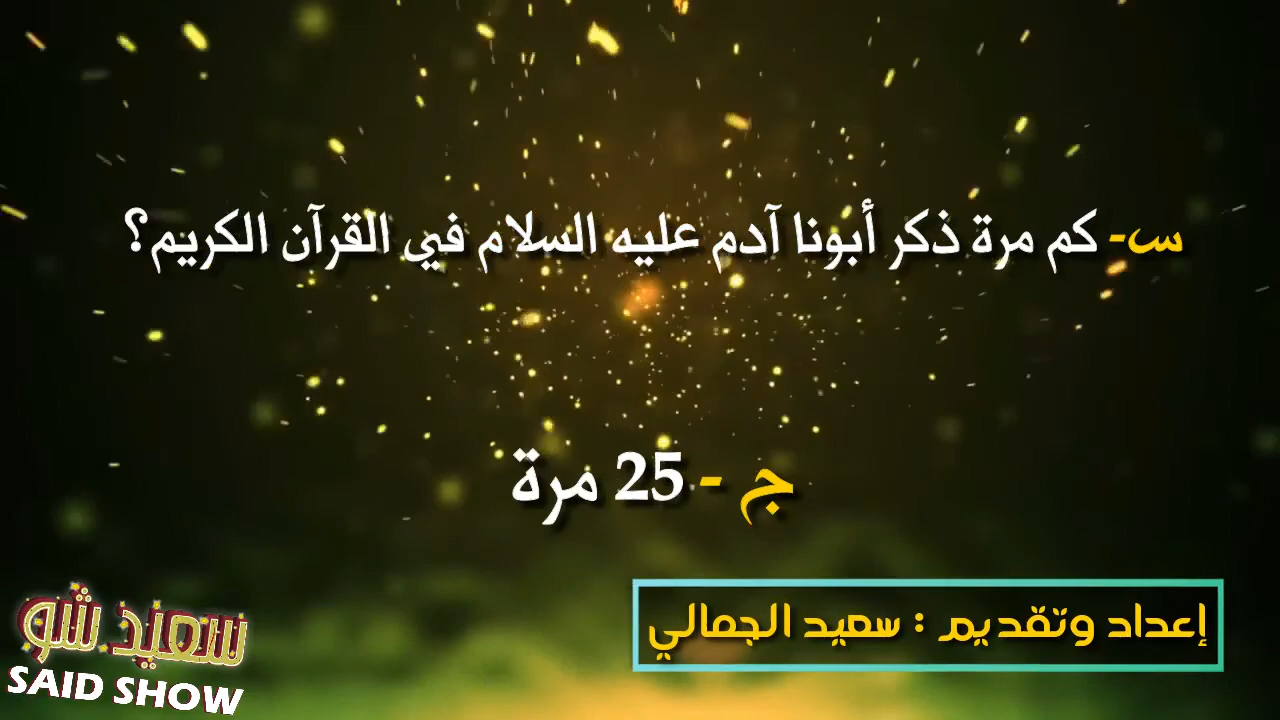 س- كم مرة ذكر أبونا آدم عليه السلام في القرآن الكريم؟
ج - 25 مرة
إعداد وتقديم : سعيد الجمالي
سعيد شو
SAID SHOW